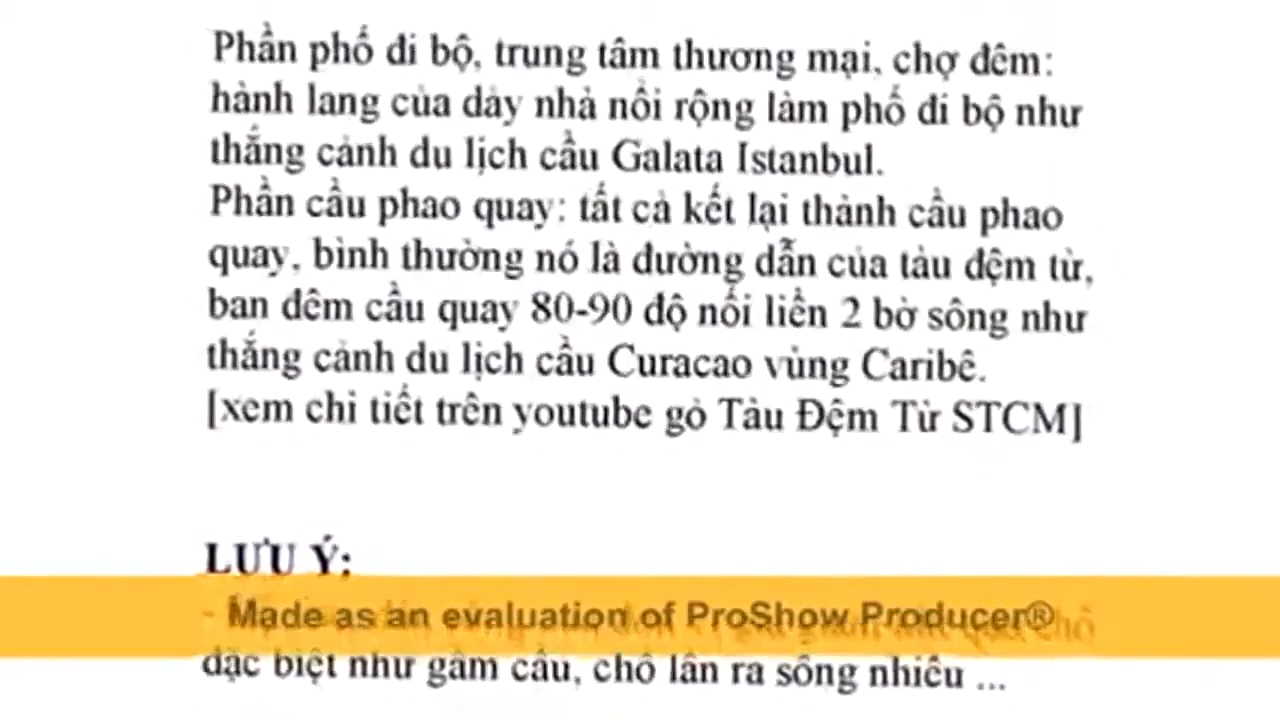 Phần phố đi bộ, trung tâm thương mại, chợ đêm:
hành lang của dãy nhà nổi rộng làm phố đi bộ như
thắng cảnh du lịch cầu Galata Istanbul.
Phần cầu phao quay: tất cả kết lại thành cầu phao
quay, bình thường nó là đường dẫn của tàu đệm từ,
ban đêm cầu quay 80-90 độ nối liền 2 bờ sông như
thắng cảnh du lịch cầu Curacao vùng Caribê.
[xem chi tiết trên youtube gỏ Tàu Đệm Từ STCM]
LƯU Ý:
- Made as an evaluation of ProShow Producer® chỗ
đặc biệt như gầm cầu, chỗ lấn ra sông nhiều ...